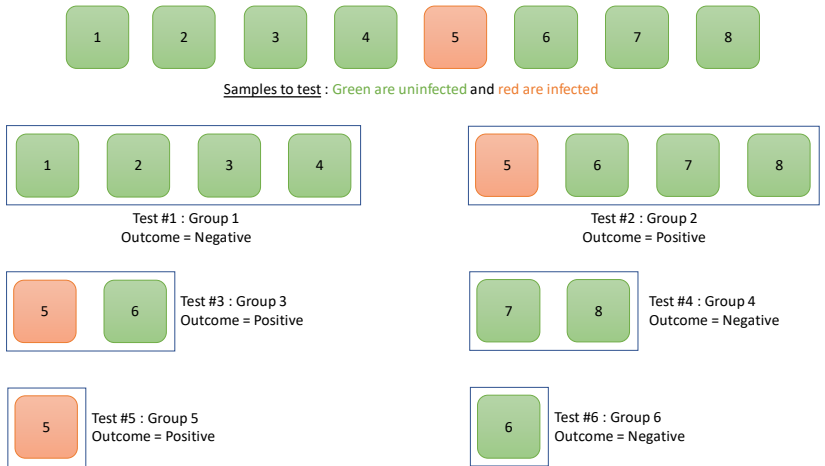 1 2 3 4 5 6 7 8
Samples to test : Green are uninfected and red are infected
1 2 3 4
Test #1 : Group 1
Outcome = Negative
5 6 7 8
Test #2 : Group 2
Outcome = Positive
5 6
Test #3 : Group 3
Outcome = Positive
7 8
Test #4 : Group 4
Outcome = Negative
5
Test #5 : Group 5
Outcome = Positive
6
Test #6 : Group 6
Outcome = Negative